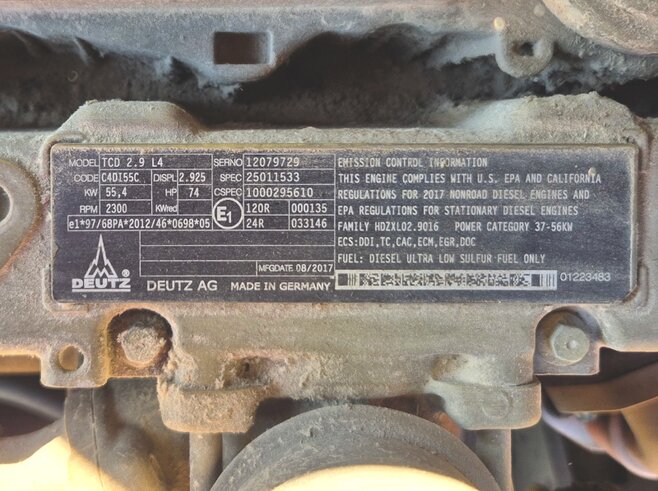 MODEL TCD 2.9 L4 SERNO 12079729
CODE C4DI55C DISPL 2.925 SPEC 25011533
KW 55,4 HP 74 CSPEC 1000295610
RPM 2300 KWred E1 120R 000135
e1*97/68PA*2012/46*0698*05 24R 033146
MFGDATE 08/2017
DEUTZ DEUTZ AG MADE IN GERMANY
EMISSION CONTROL INFORMATION
THIS ENGINE COMPLIES WITH U.S. EPA AND CALIFORNIA
REGULATIONS FOR 2017 NONROAD DIESEL ENGINES AND
EPA REGULATIONS FOR STATIONARY DIESEL ENGINES
FAMILY HDZXL02.9016 POWER CATEGORY 37-56KW
ECS:DDI,TC,CAC,ECM,EGR,DOC
FUEL: DIESEL ULTRA LOW SULFUR FUEL ONLY
01223483